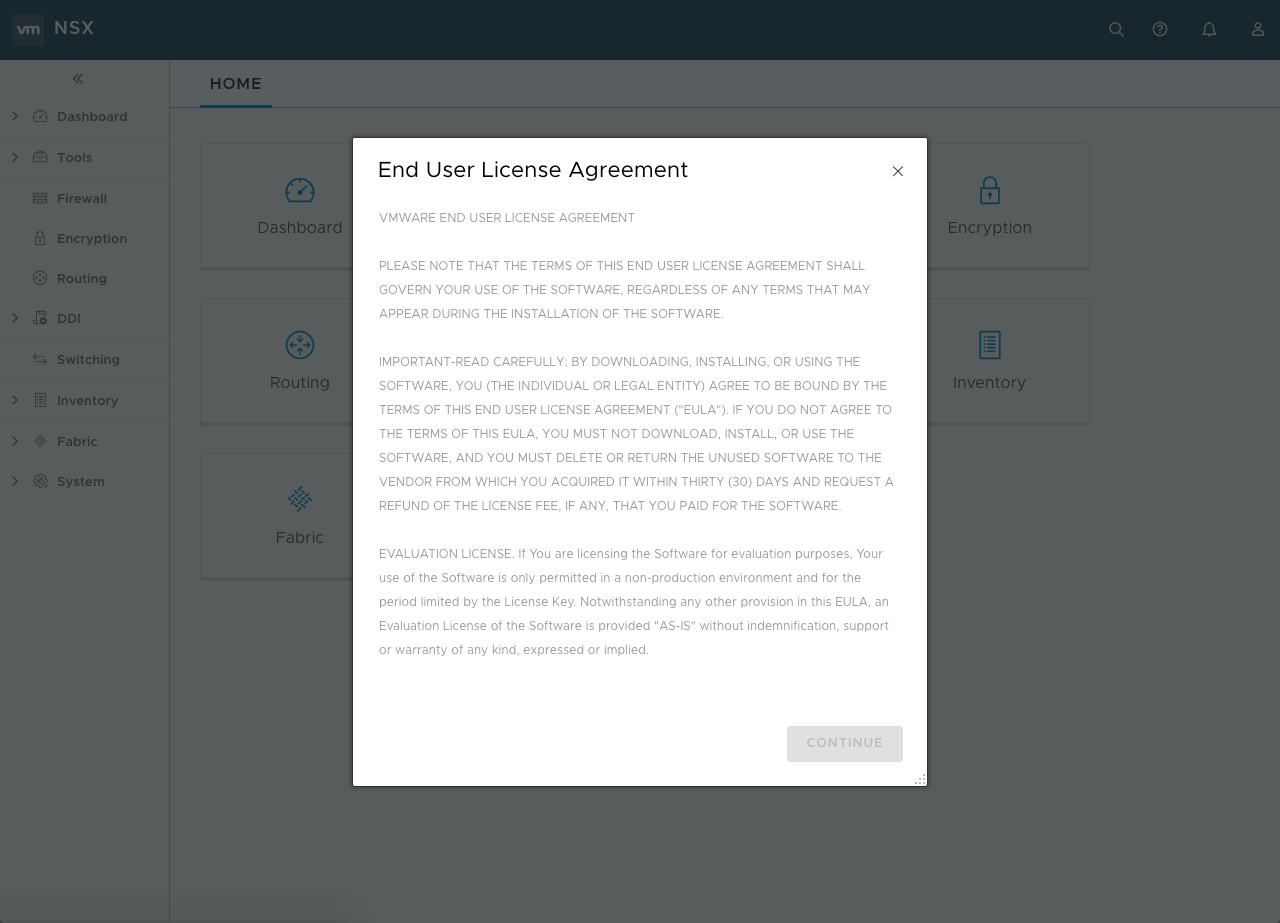 vm NSX
HOME
Dashboard
Tools
Firewall
Encryption
Routing
DDI
Switching
Inventory
Fabric
System
Dashboard
Encryption
Routing
Inventory
Fabric
End User License Agreement
VMWARE END USER LICENSE AGREEMENT
PLEASE NOTE THAT THE TERMS OF THIS END USER LICENSE AGREEMENT SHALL
GOVERN YOUR USE OF THE SOFTWARE, REGARDLESS OF ANY TERMS THAT MAY
APPEAR DURING THE INSTALLATION OF THE SOFTWARE.
IMPORTANT-READ CAREFULLY: BY DOWNLOADING, INSTALLING, OR USING THE
SOFTWARE, YOU (THE INDIVIDUAL OR LEGAL ENTITY) AGREE TO BE BOUND BY THE
TERMS OF THIS END USER LICENSE AGREEMENT ("EULA"). IF YOU DO NOT AGREE TO
THE TERMS OF THIS EULA, YOU MUST NOT DOWNLOAD, INSTALL, OR USE THE
SOFTWARE, AND YOU MUST DELETE OR RETURN THE UNUSED SOFTWARE TO THE
VENDOR FROM WHICH YOU ACQUIRED IT WITHIN THIRTY (30) DAYS AND REQUEST A
REFUND OF THE LICENSE FEE, IF ANY, THAT YOU PAID FOR THE SOFTWARE.
EVALUATION LICENSE. If You are licensing the Software for evaluation purposes, Your
use of the Software is only permitted in a non-production environment and for the
period limited by the License Key. Notwithstanding any other provision in this EULA, an
Evaluation License of the Software is provided "AS-IS" without indemnification, support
or warranty of any kind, expressed or implied.
CONTINUE